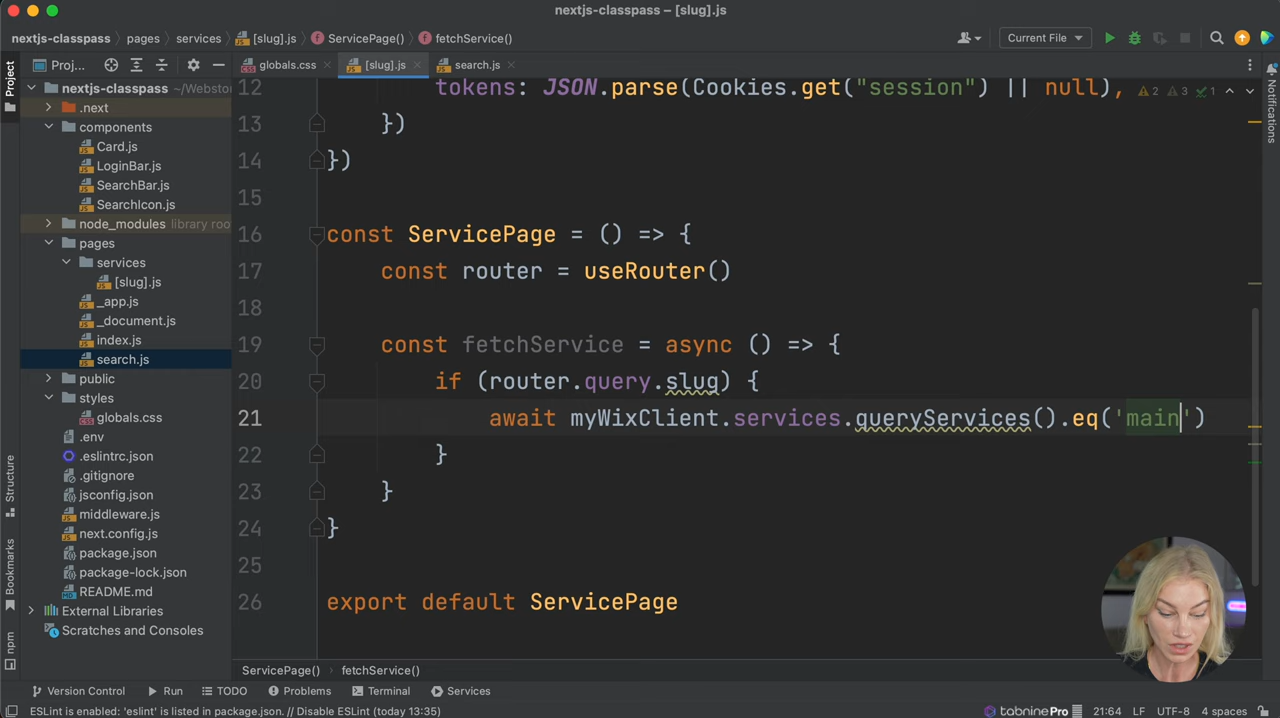 nextjs-classpass – [slug].js
nextjs-classpass
pages
services
[slug].js
ServicePage()
fetchService()
Current File
Project
Proj...
globals.css
[slug].js
search.js
Notifications
nextjs-classpass ~/Websto
.next
components
Card.js
LoginBar.js
SearchBar.js
SearchIcon.js
node_modules library roo
pages
services
[slug].js
_app.js
_document.js
index.js
search.js
public
styles
globals.css
.env
.eslintrc.json
.gitignore
jsconfig.json
middleware.js
next.config.js
package.json
package-lock.json
README.md
External Libraries
Scratches and Consoles
Structure
Bookmarks
npm
12 tokens: JSON.parse(Cookies.get("session") || null),
2 3 1
13 })
14 })
15
16 const ServicePage = () => {
17 const router = useRouter()
18
19 const fetchService = async () => {
20 if (router.query.slug) {
21 await myWixClient.services.queryServices().eq('main')
22 }
23 }
24 }
25
26 export default ServicePage
ServicePage()
fetchService()
Version Control
Run
TODO
Problems
Terminal
Services
ESLint is enabled: 'eslint' is listed in package.json. // Disable ESLint (today 13:35)
tabnine Pro
21:64 LF UTF-8 4 spaces